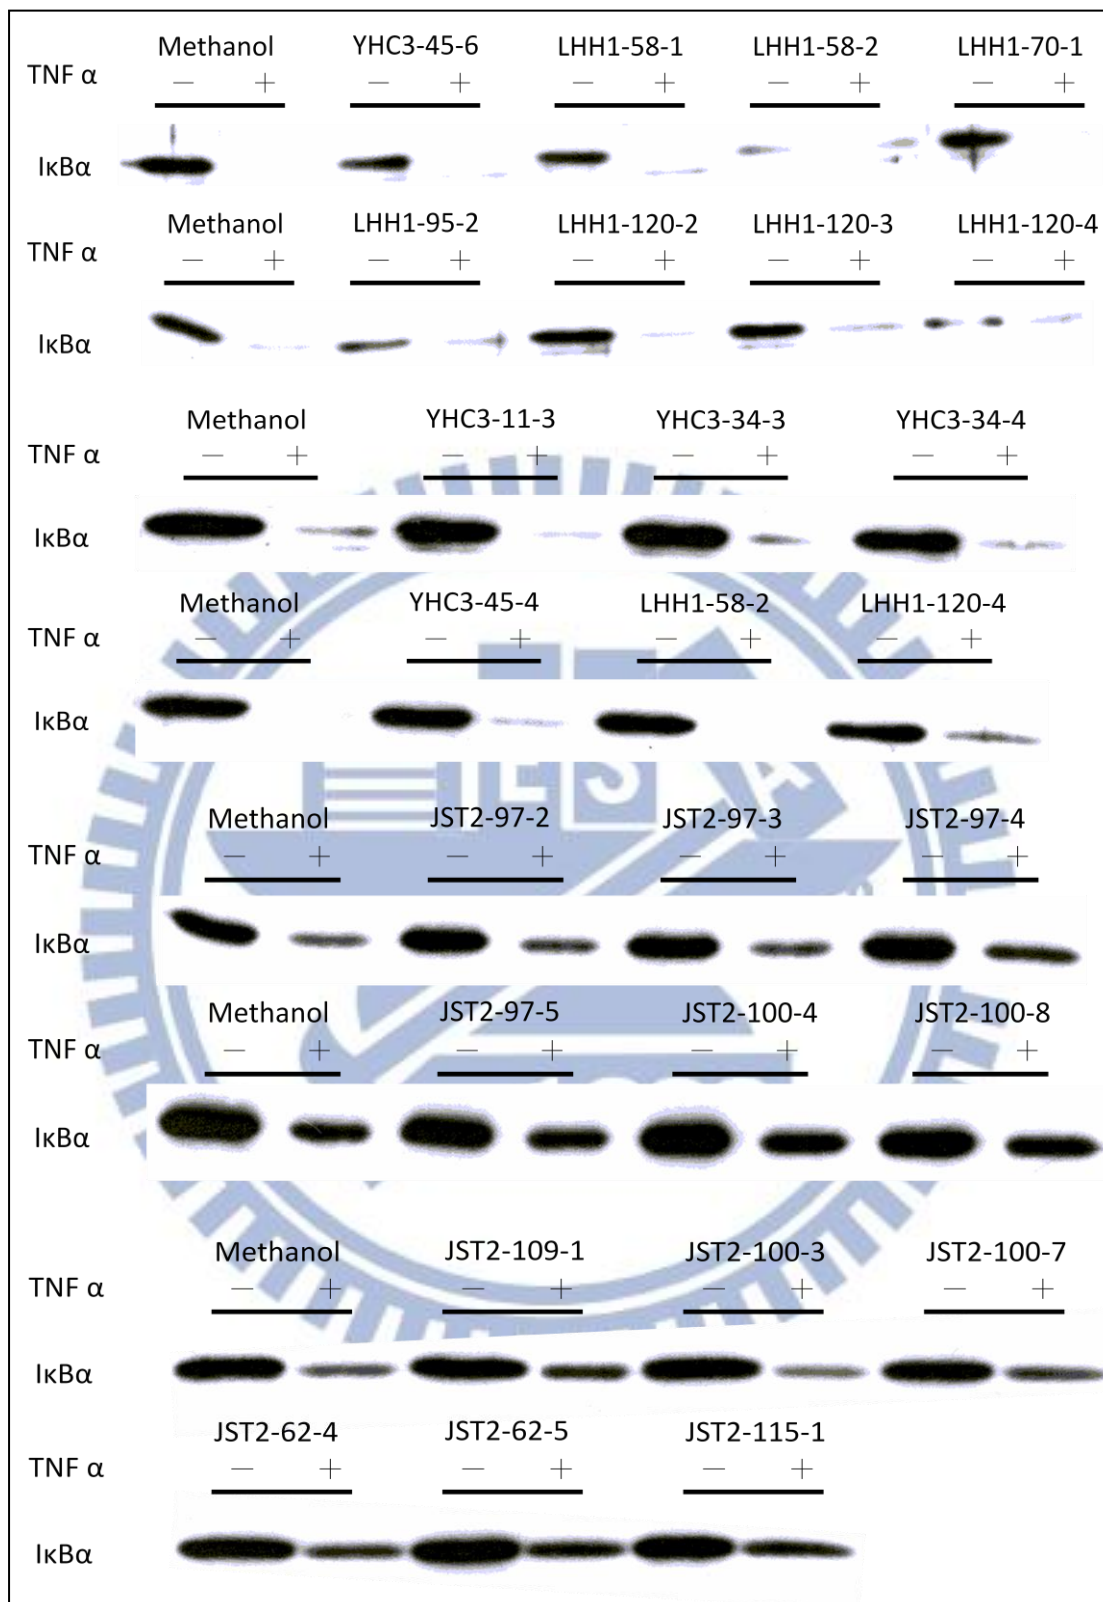 Methanol YHC3-45-6 LHH1-58-1 LHH1-58-2 LHH1-70-1
TNF α — + — + — + — + — +
IκBα
Methanol LHH1-95-2 LHH1-120-2 LHH1-120-3 LHH1-120-4
TNF α — + — + — + — + — +
IκBα
Methanol YHC3-11-3 YHC3-34-3 YHC3-34-4
TNF α — + — + — + — +
IκBα
Methanol YHC3-45-4 LHH1-58-2 LHH1-120-4
TNF α — + — + — + — +
IκBα
Methanol JST2-97-2 JST2-97-3 JST2-97-4
TNF α — + — + — + — +
IκBα
Methanol JST2-97-5 JST2-100-4 JST2-100-8
TNF α — + — + — + — +
IκBα
Methanol JST2-109-1 JST2-100-3 JST2-100-7
TNF α — + — + — + — +
IκBα
JST2-62-4 JST2-62-5 JST2-115-1
TNF α — + — + — +
IκBα